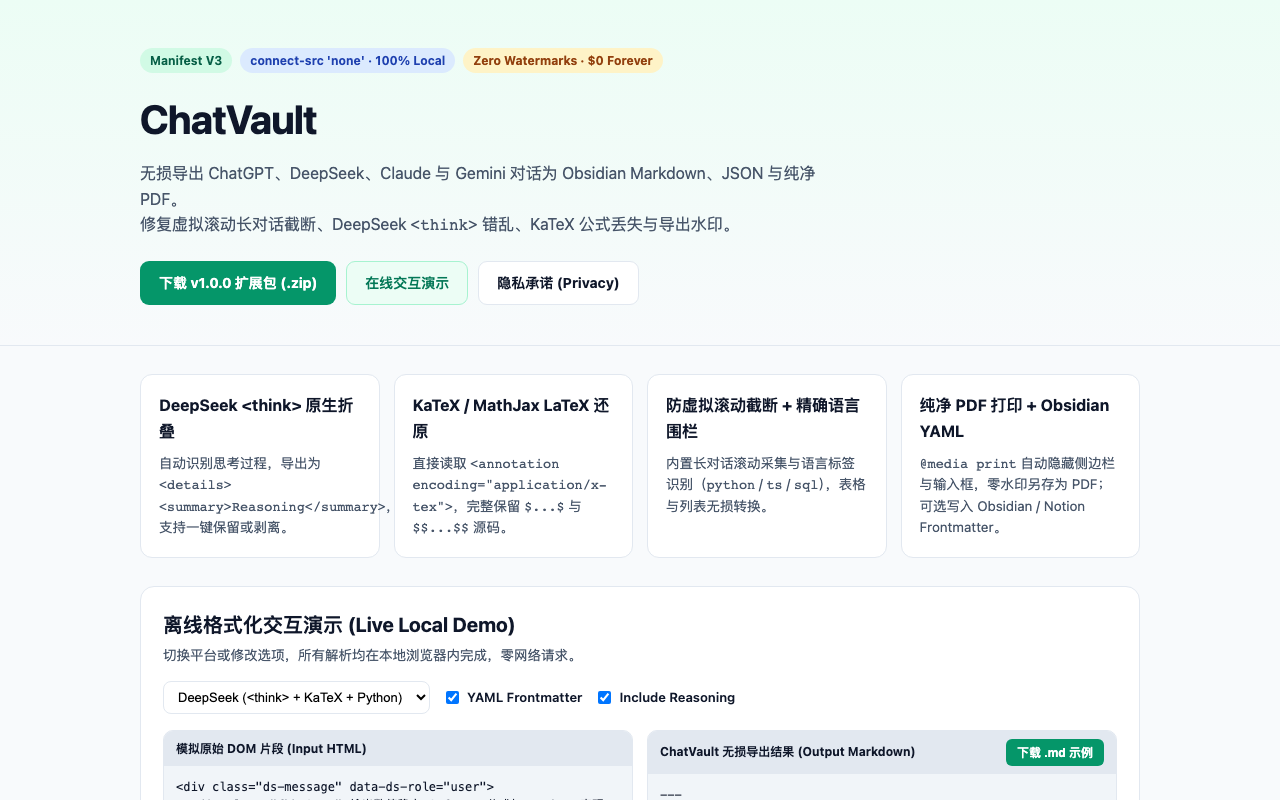 Manifest V3
connect-src 'none' · 100% Local
Zero Watermarks · $0 Forever
ChatVault
无损导出 ChatGPT、DeepSeek、Claude 与 Gemini 对话为 Obsidian Markdown、JSON 与纯净
PDF。
修复虚拟滚动长对话截断、DeepSeek <think> 错乱、KaTeX 公式丢失与导出水印。
下载 v1.0.0 扩展包 (.zip)
在线交互演示
隐私承诺 (Privacy)
DeepSeek <think> 原生折
叠
自动识别思考过程，导出为
<details>
<summary>Reasoning</summary>，
支持一键保留或剥离。
KaTeX / MathJax LaTeX 还
原
直接读取 <annotation
encoding="application/x-
tex">，完整保留 $...$ 与
$$...$$ 源码。
防虚拟滚动截断 + 精确语言
围栏
内置长对话滚动采集与语言标签
识别（python / ts / sql），表格
与列表无损转换。
纯净 PDF 打印 + Obsidian
YAML
@media print 自动隐藏侧边栏
与输入框，零水印另存为 PDF；
可选写入 Obsidian / Notion
Frontmatter。
离线格式化交互演示 (Live Local Demo)
切换平台或修改选项，所有解析均在本地浏览器内完成，零网络请求。
DeepSeek (<think> + KaTeX + Python)
YAML Frontmatter
Include Reasoning
模拟原始 DOM 片段 (Input HTML)
<div class="ds-message" data-ds-role="user">
ChatVault 无损导出结果 (Output Markdown)
下载 .md 示例
---